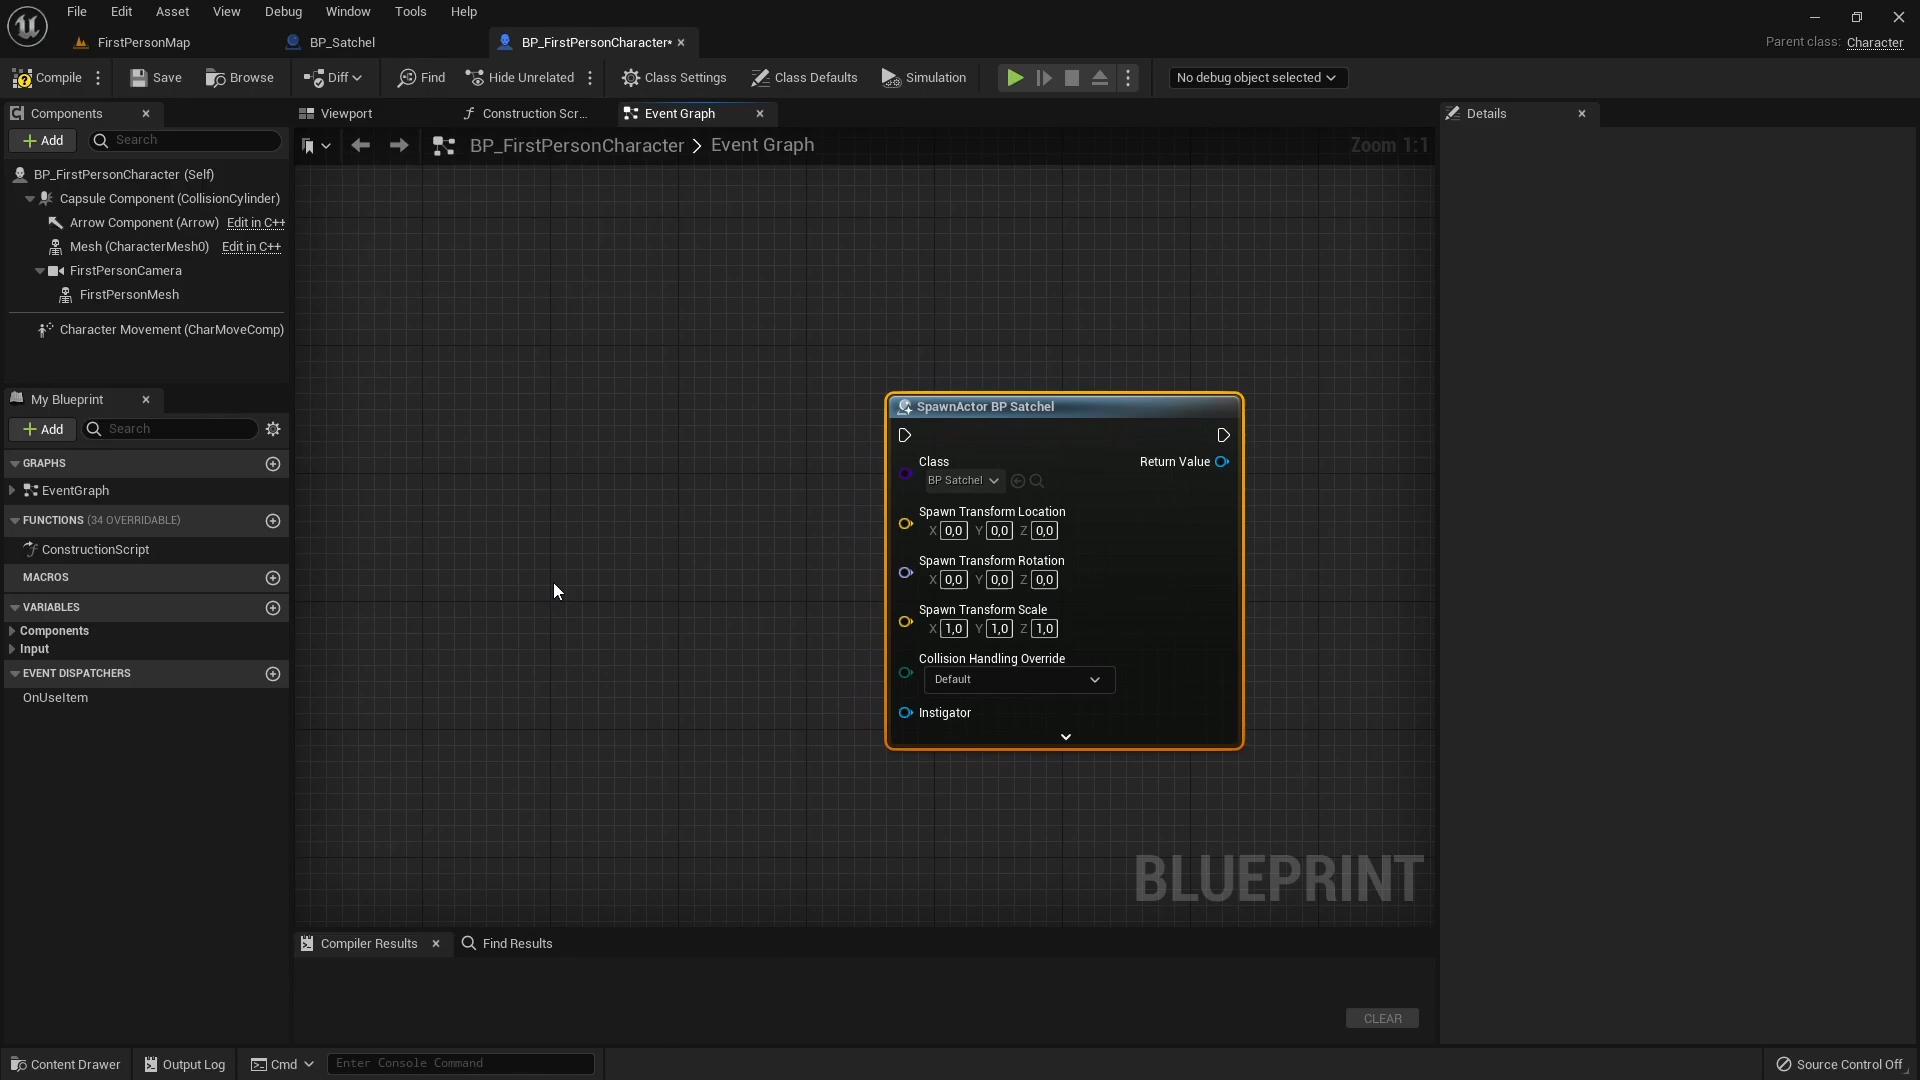 File Edit Asset View Debug Window Tools Help
FirstPersonMap BP_Satchel BP_FirstPersonCharacter*
Parent class: Character
Compile Save Browse Diff Find Hide Unrelated Class Settings Class Defaults Simulation No debug object selected
Components
Add Search
BP_FirstPersonCharacter (Self)
Capsule Component (CollisionCylinder)
Arrow Component (Arrow) Edit in C++
Mesh (CharacterMesh0) Edit in C++
FirstPersonCamera
FirstPersonMesh
Character Movement (CharMoveComp)
My Blueprint
Add Search
GRAPHS
EventGraph
FUNCTIONS (34 OVERRIDABLE)
ConstructionScript
MACROS
VARIABLES
Components
Input
EVENT DISPATCHERS
OnUseItem
Viewport Construction Scr... Event Graph
BP_FirstPersonCharacter > Event Graph
Zoom 1:1
SpawnActor BP Satchel
Class
Return Value
BP Satchel
Spawn Transform Location
X 0,0 Y 0,0 Z 0,0
Spawn Transform Rotation
X 0,0 Y 0,0 Z 0,0
Spawn Transform Scale
X 1,0 Y 1,0 Z 1,0
Collision Handling Override
Default
Instigator
BLUEPRINT
Compiler Results Find Results
CLEAR
Details
Content Drawer Output Log Cmd Enter Console Command Source Control Off